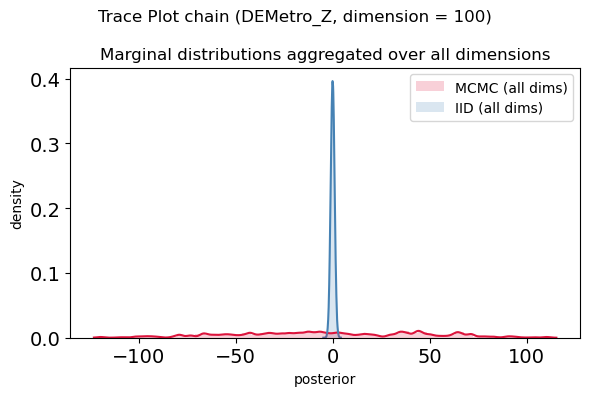 Trace Plot chain (DEMetro_Z, dimension = 100)
Marginal distributions aggregated over all dimensions
MCMC (all dims)
IID (all dims)
density
0.4
0.3
0.2
0.1
0.0
−100
−50
0
50
100
posterior